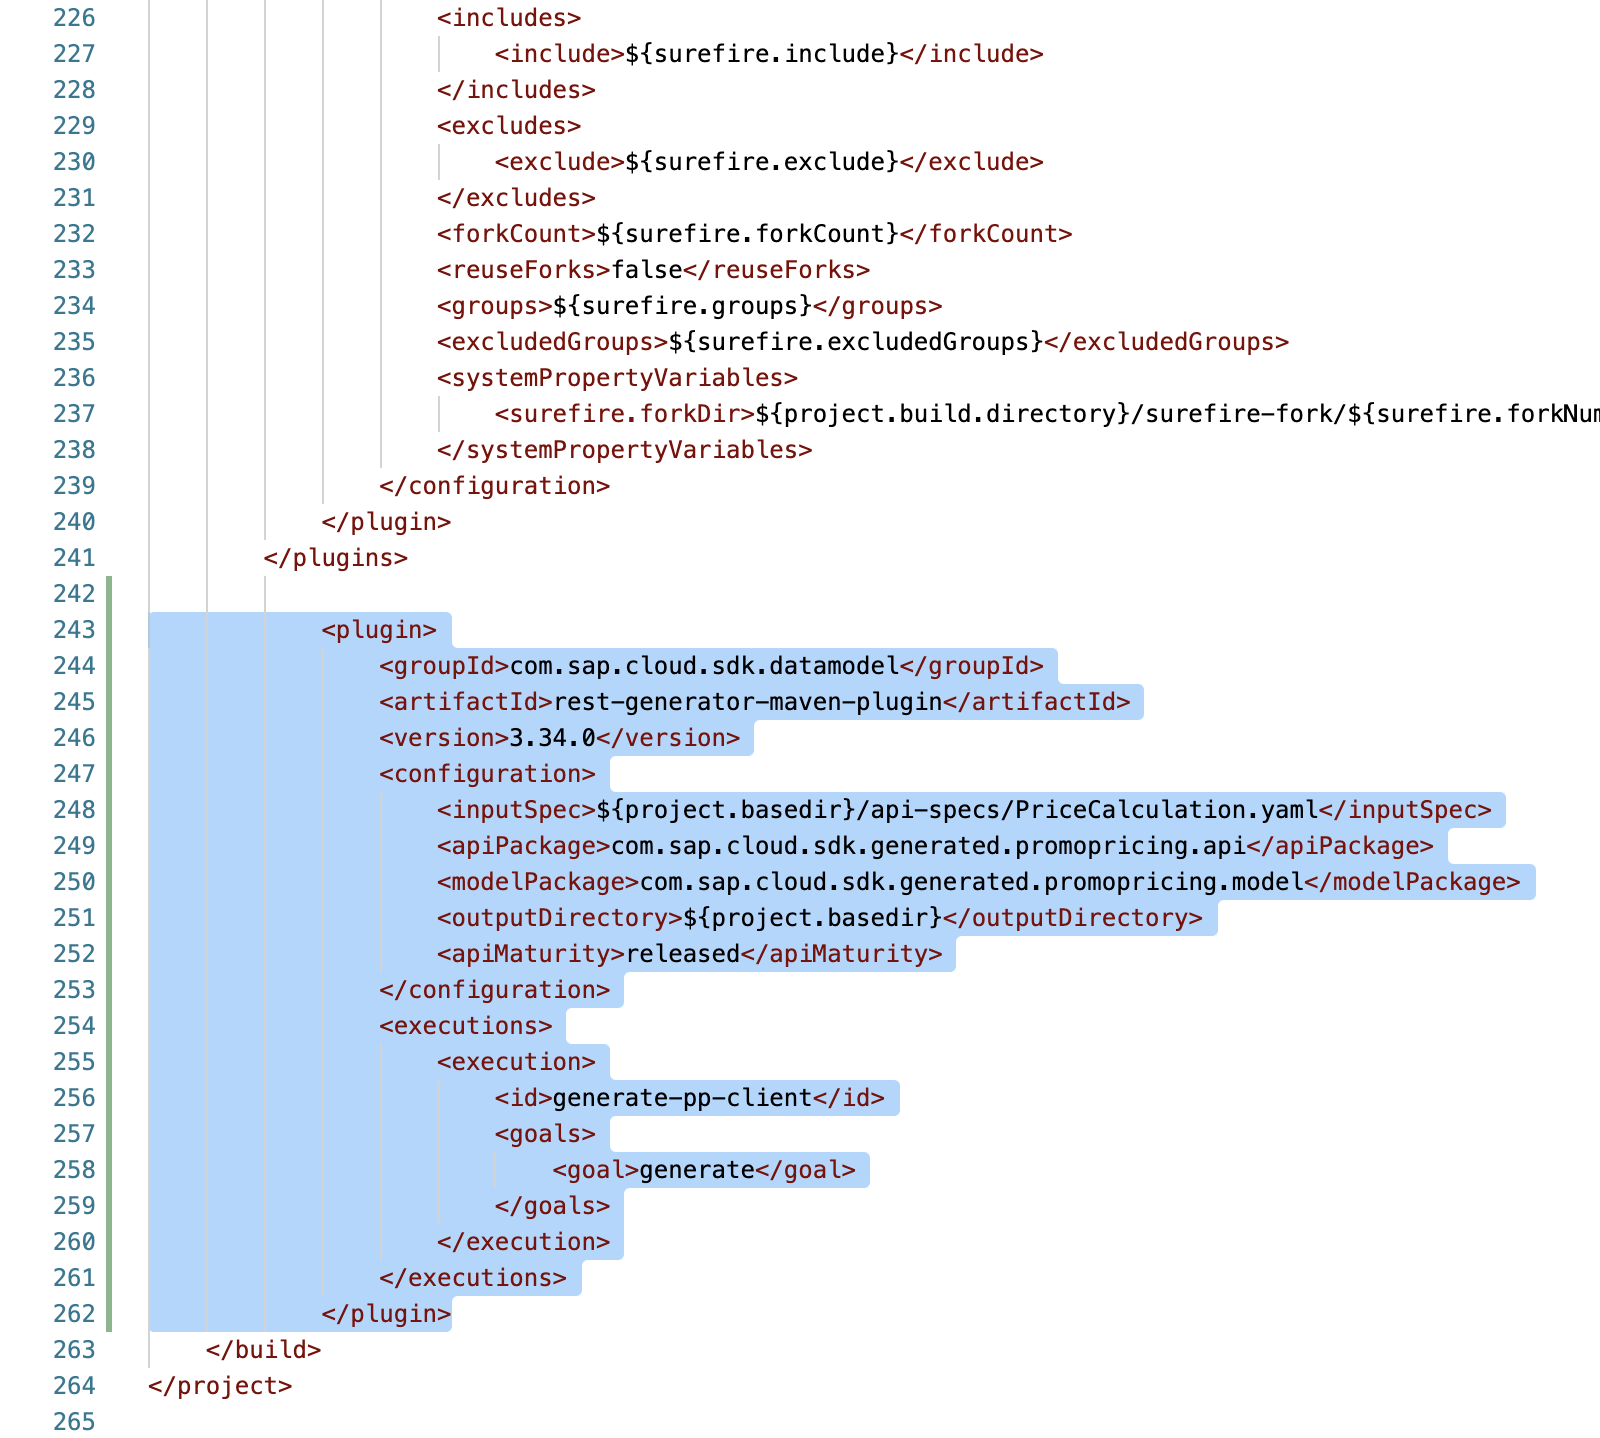 226 <includes>
227 <include>${surefire.include}</include>
228 </includes>
229 <excludes>
230 <exclude>${surefire.exclude}</exclude>
231 </excludes>
232 <forkCount>${surefire.forkCount}</forkCount>
233 <reuseForks>false</reuseForks>
234 <groups>${surefire.groups}</groups>
235 <excludedGroups>${surefire.excludedGroups}</excludedGroups>
236 <systemPropertyVariables>
237 <surefire.forkDir>${project.build.directory}/surefire-fork/${surefire.forkNum
238 </systemPropertyVariables>
239 </configuration>
240 </plugin>
241 </plugins>
242
243 <plugin>
244 <groupId>com.sap.cloud.sdk.datamodel</groupId>
245 <artifactId>rest-generator-maven-plugin</artifactId>
246 <version>3.34.0</version>
247 <configuration>
248 <inputSpec>${project.basedir}/api-specs/PriceCalculation.yaml</inputSpec>
249 <apiPackage>com.sap.cloud.sdk.generated.promopricing.api</apiPackage>
250 <modelPackage>com.sap.cloud.sdk.generated.promopricing.model</modelPackage>
251 <outputDirectory>${project.basedir}</outputDirectory>
252 <apiMaturity>released</apiMaturity>
253 </configuration>
254 <executions>
255 <execution>
256 <id>generate-pp-client</id>
257 <goals>
258 <goal>generate</goal>
259 </goals>
260 </execution>
261 </executions>
262 </plugin>
263 </build>
264 </project>
265